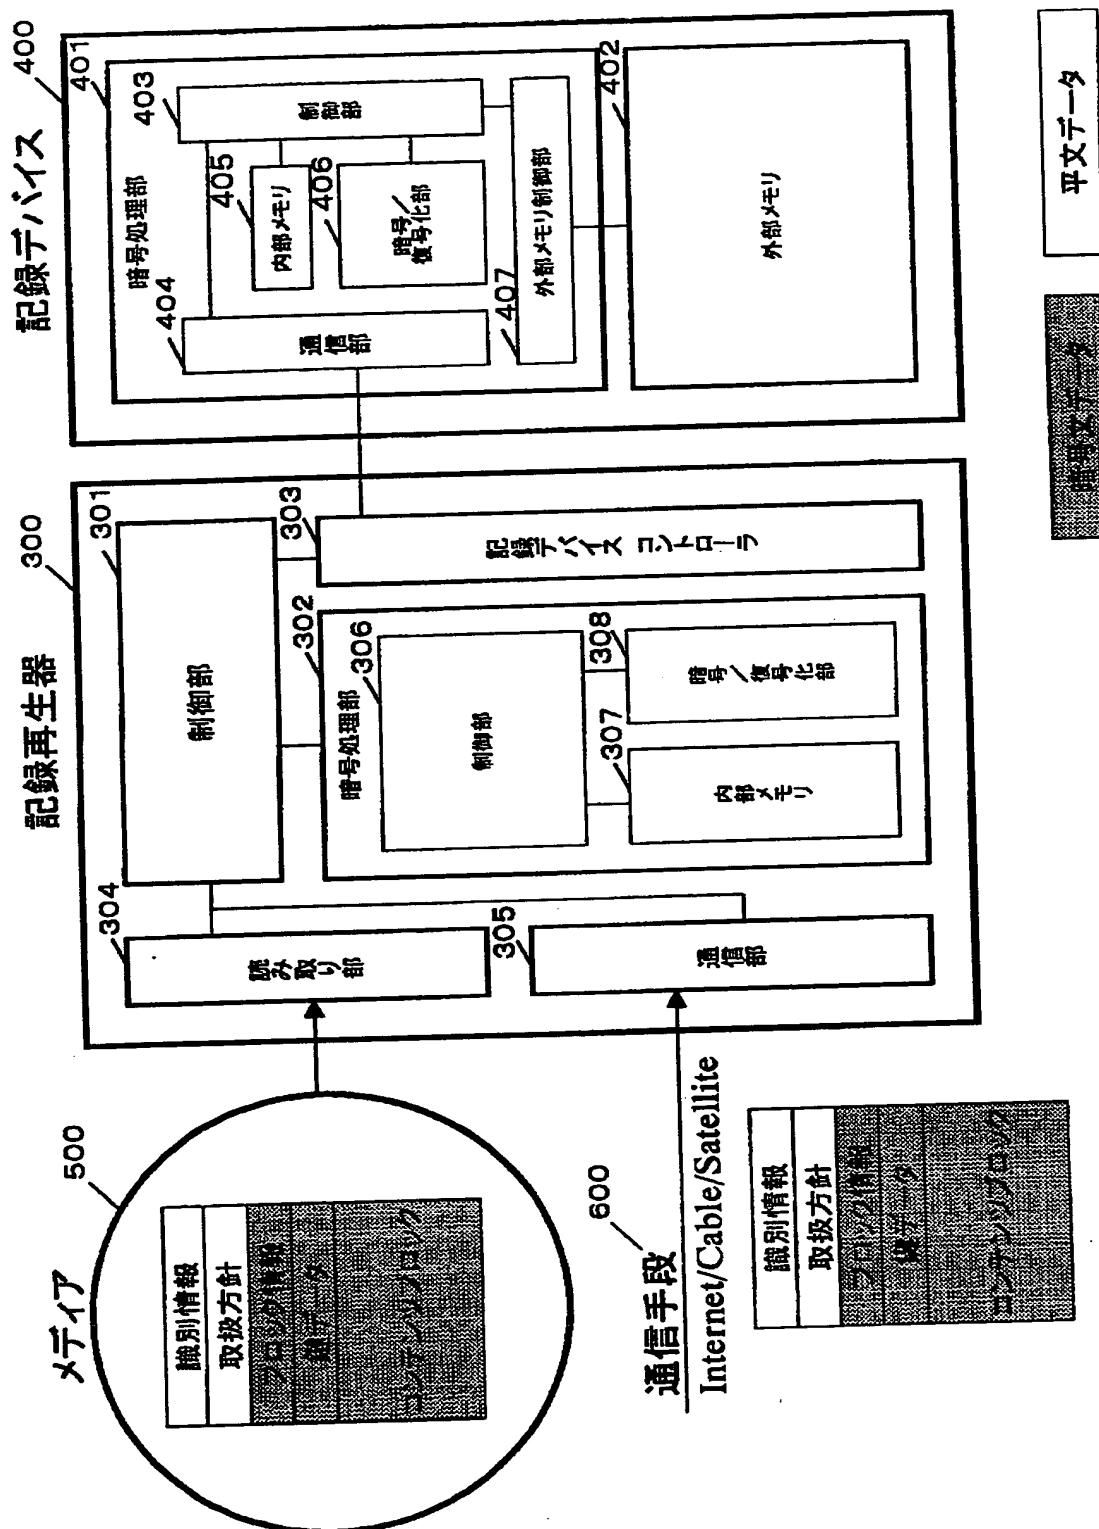 メディア
500
識別情報
取扱方針
ブロック情報
鍵データ
コンテンツブロック
通信手段
600
Internet/Cable/Satellite
識別情報
取扱方針
ブロック情報
鍵データ
コンテンツブロック
記録再生器
300
制御部
301
304
読み取り部
305
通信部
302
暗号処理部
306
制御部
307
内部メモリ
308
暗号/復号化部
303
記録デバイス コントローラ
記録デバイス
400
401
暗号処理部
403
制御部
404
通信部
405
内部メモリ
406
暗号/
復号化部
407
外部メモリ制御部
402
外部メモリ
暗号文データ
平文データ